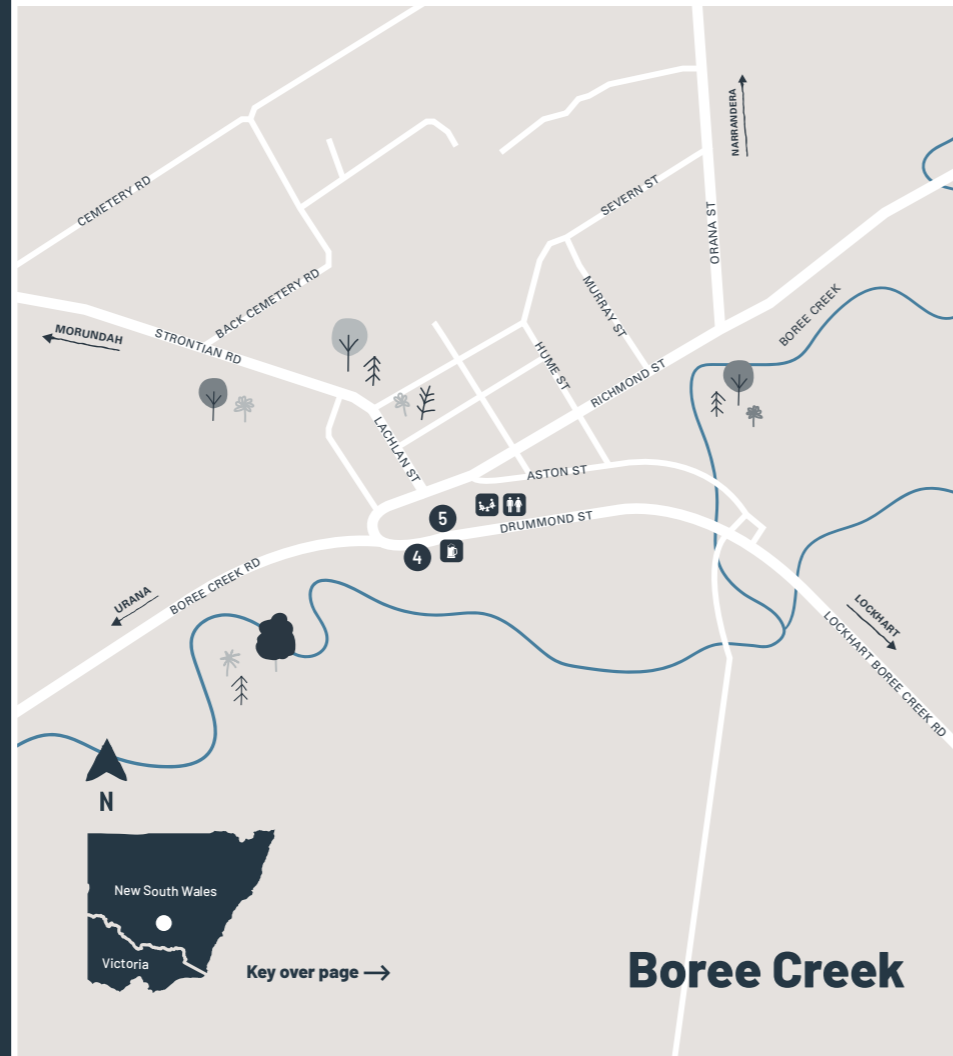 NARRANDERA
CEMETERY RD
SEVERN ST
ORANA ST
BACK CEMETERY RD
MURRAY ST
BOREE CREEK
MORUNDAH
STRONTIAN RD
HUME ST
RICHMOND ST
LACHLAN ST
ASTON ST
5
DRUMMOND ST
4
BOREE CREEK RD
URANA
LOCKHART
LOCKHART BOREE CREEK RD
N
New South Wales
Victoria
Key over page →
Boree Creek